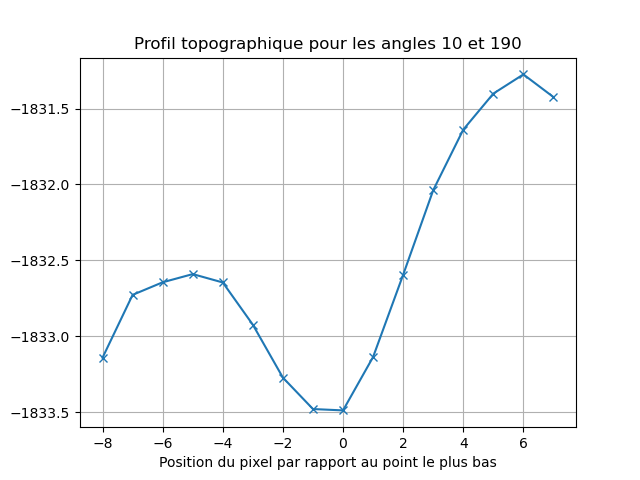 Profil topographique pour les angles 10 et 190
−1831.5
−1832.0
−1832.5
−1833.0
−1833.5
−8 −6 −4 −2 0 2 4 6
Position du pixel par rapport au point le plus bas